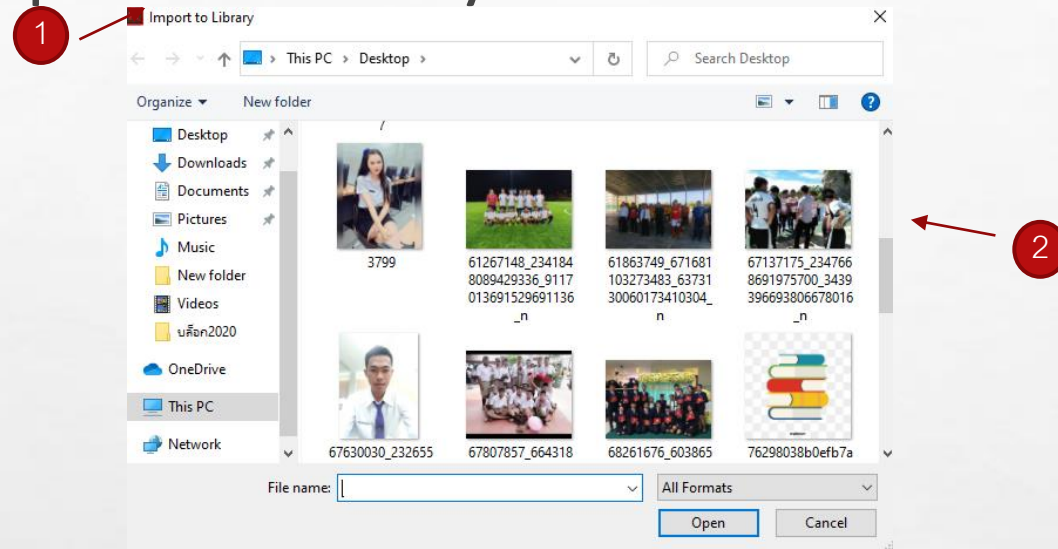 1
Import to Library
This PC > Desktop >
Search Desktop
Organize
New folder
?
Desktop
Downloads
Documents
Pictures
Music
New folder
Videos
บล็อก2020
OneDrive
This PC
Network
3799
61267148_234184
8089429336_9117
013691529691136
_n
61863749_671681
103273483_63731
30060173410304_
n
67137175_234766
8691975700_3439
396693806678016
_n
67630030_232655
67807857_664318
68261676_603865
76298038b0efb7a
2
File name:
All Formats
Open
Cancel